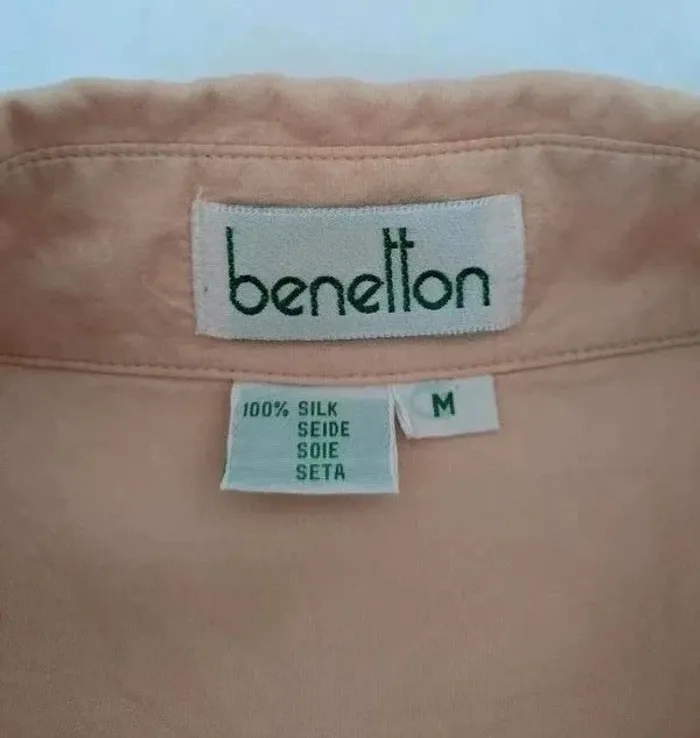 benetton
100% SILK
SEIDE
SOIE
SETA
M